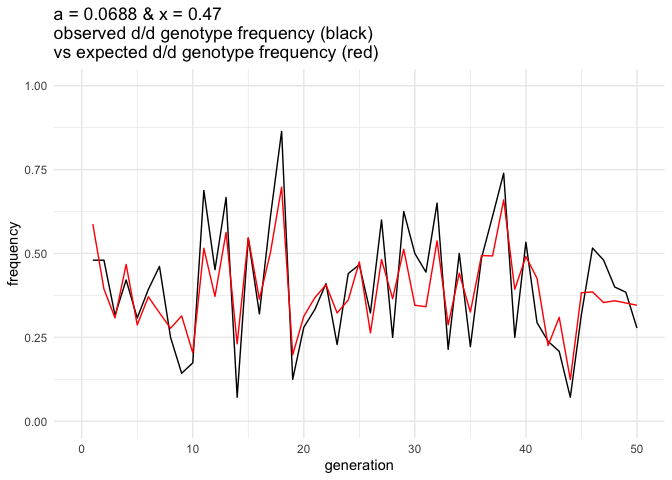 a = 0.0688 & x = 0.47
observed d/d genotype frequency (black)
vs expected d/d genotype frequency (red)
1.00
0.75
0.50
0.25
0.00
frequency
0
10
20
30
40
50
generation